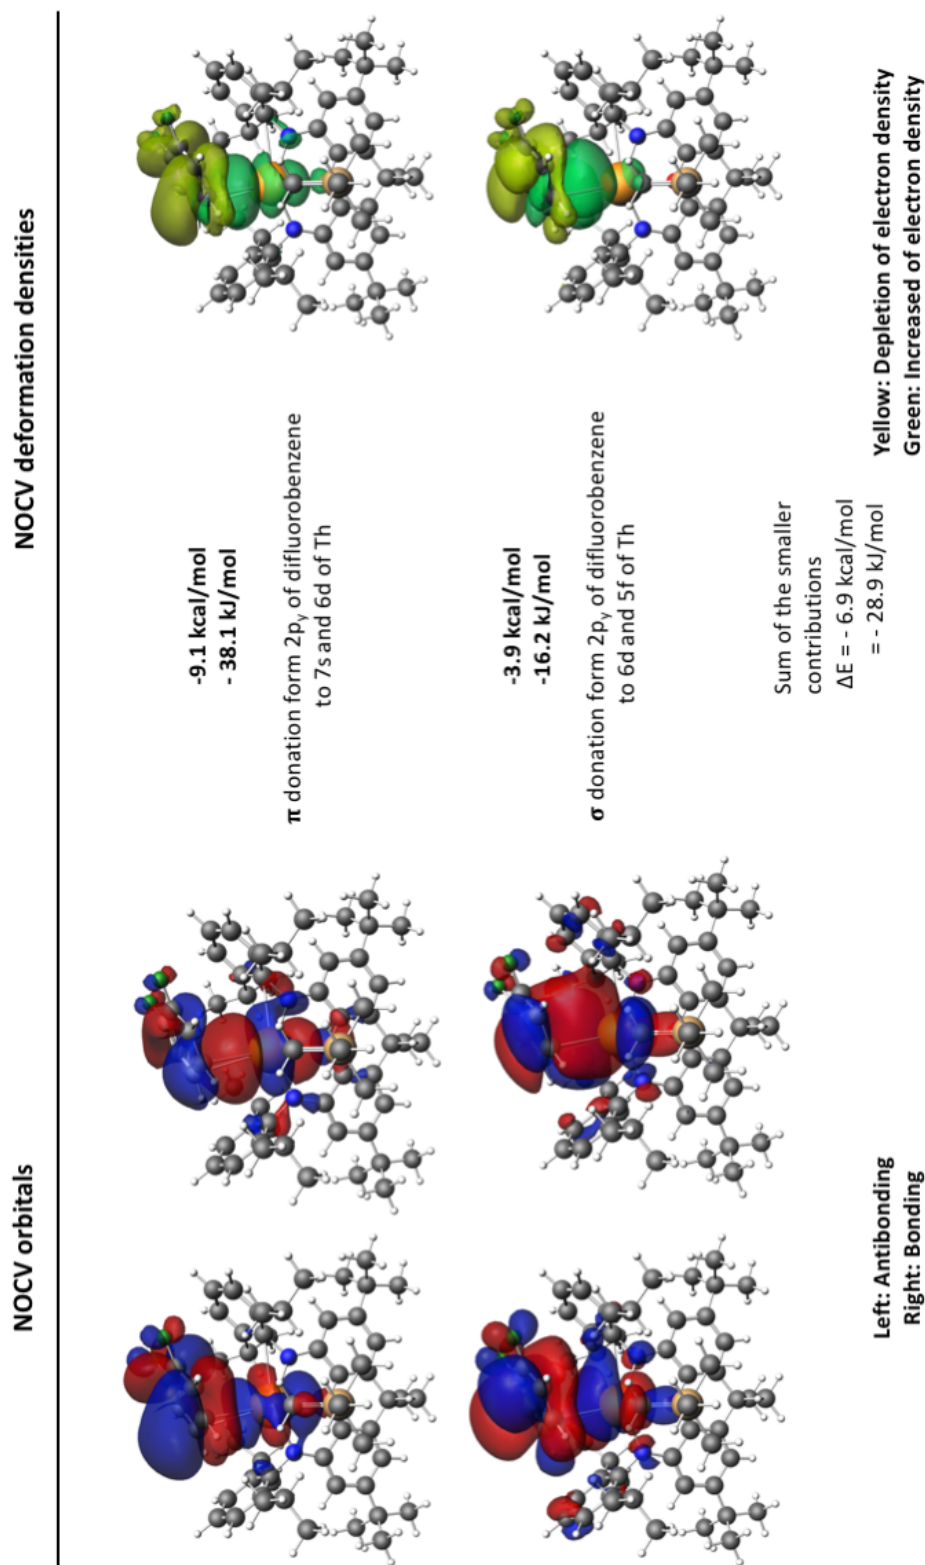 NOCV orbitals
NOCV deformation densities
-9.1 kcal/mol
- 38.1 kJ/mol
π donation form 2py of difluorobenzene
to 7s and 6d of Th
-3.9 kcal/mol
-16.2 kJ/mol
σ donation form 2py of difluorobenzene
to 6d and 5f of Th
Sum of the smaller
contributions
ΔE = - 6.9 kcal/mol
= - 28.9 kJ/mol
Left: Antibonding
Right: Bonding
Yellow: Depletion of electron density
Green: Increased of electron density